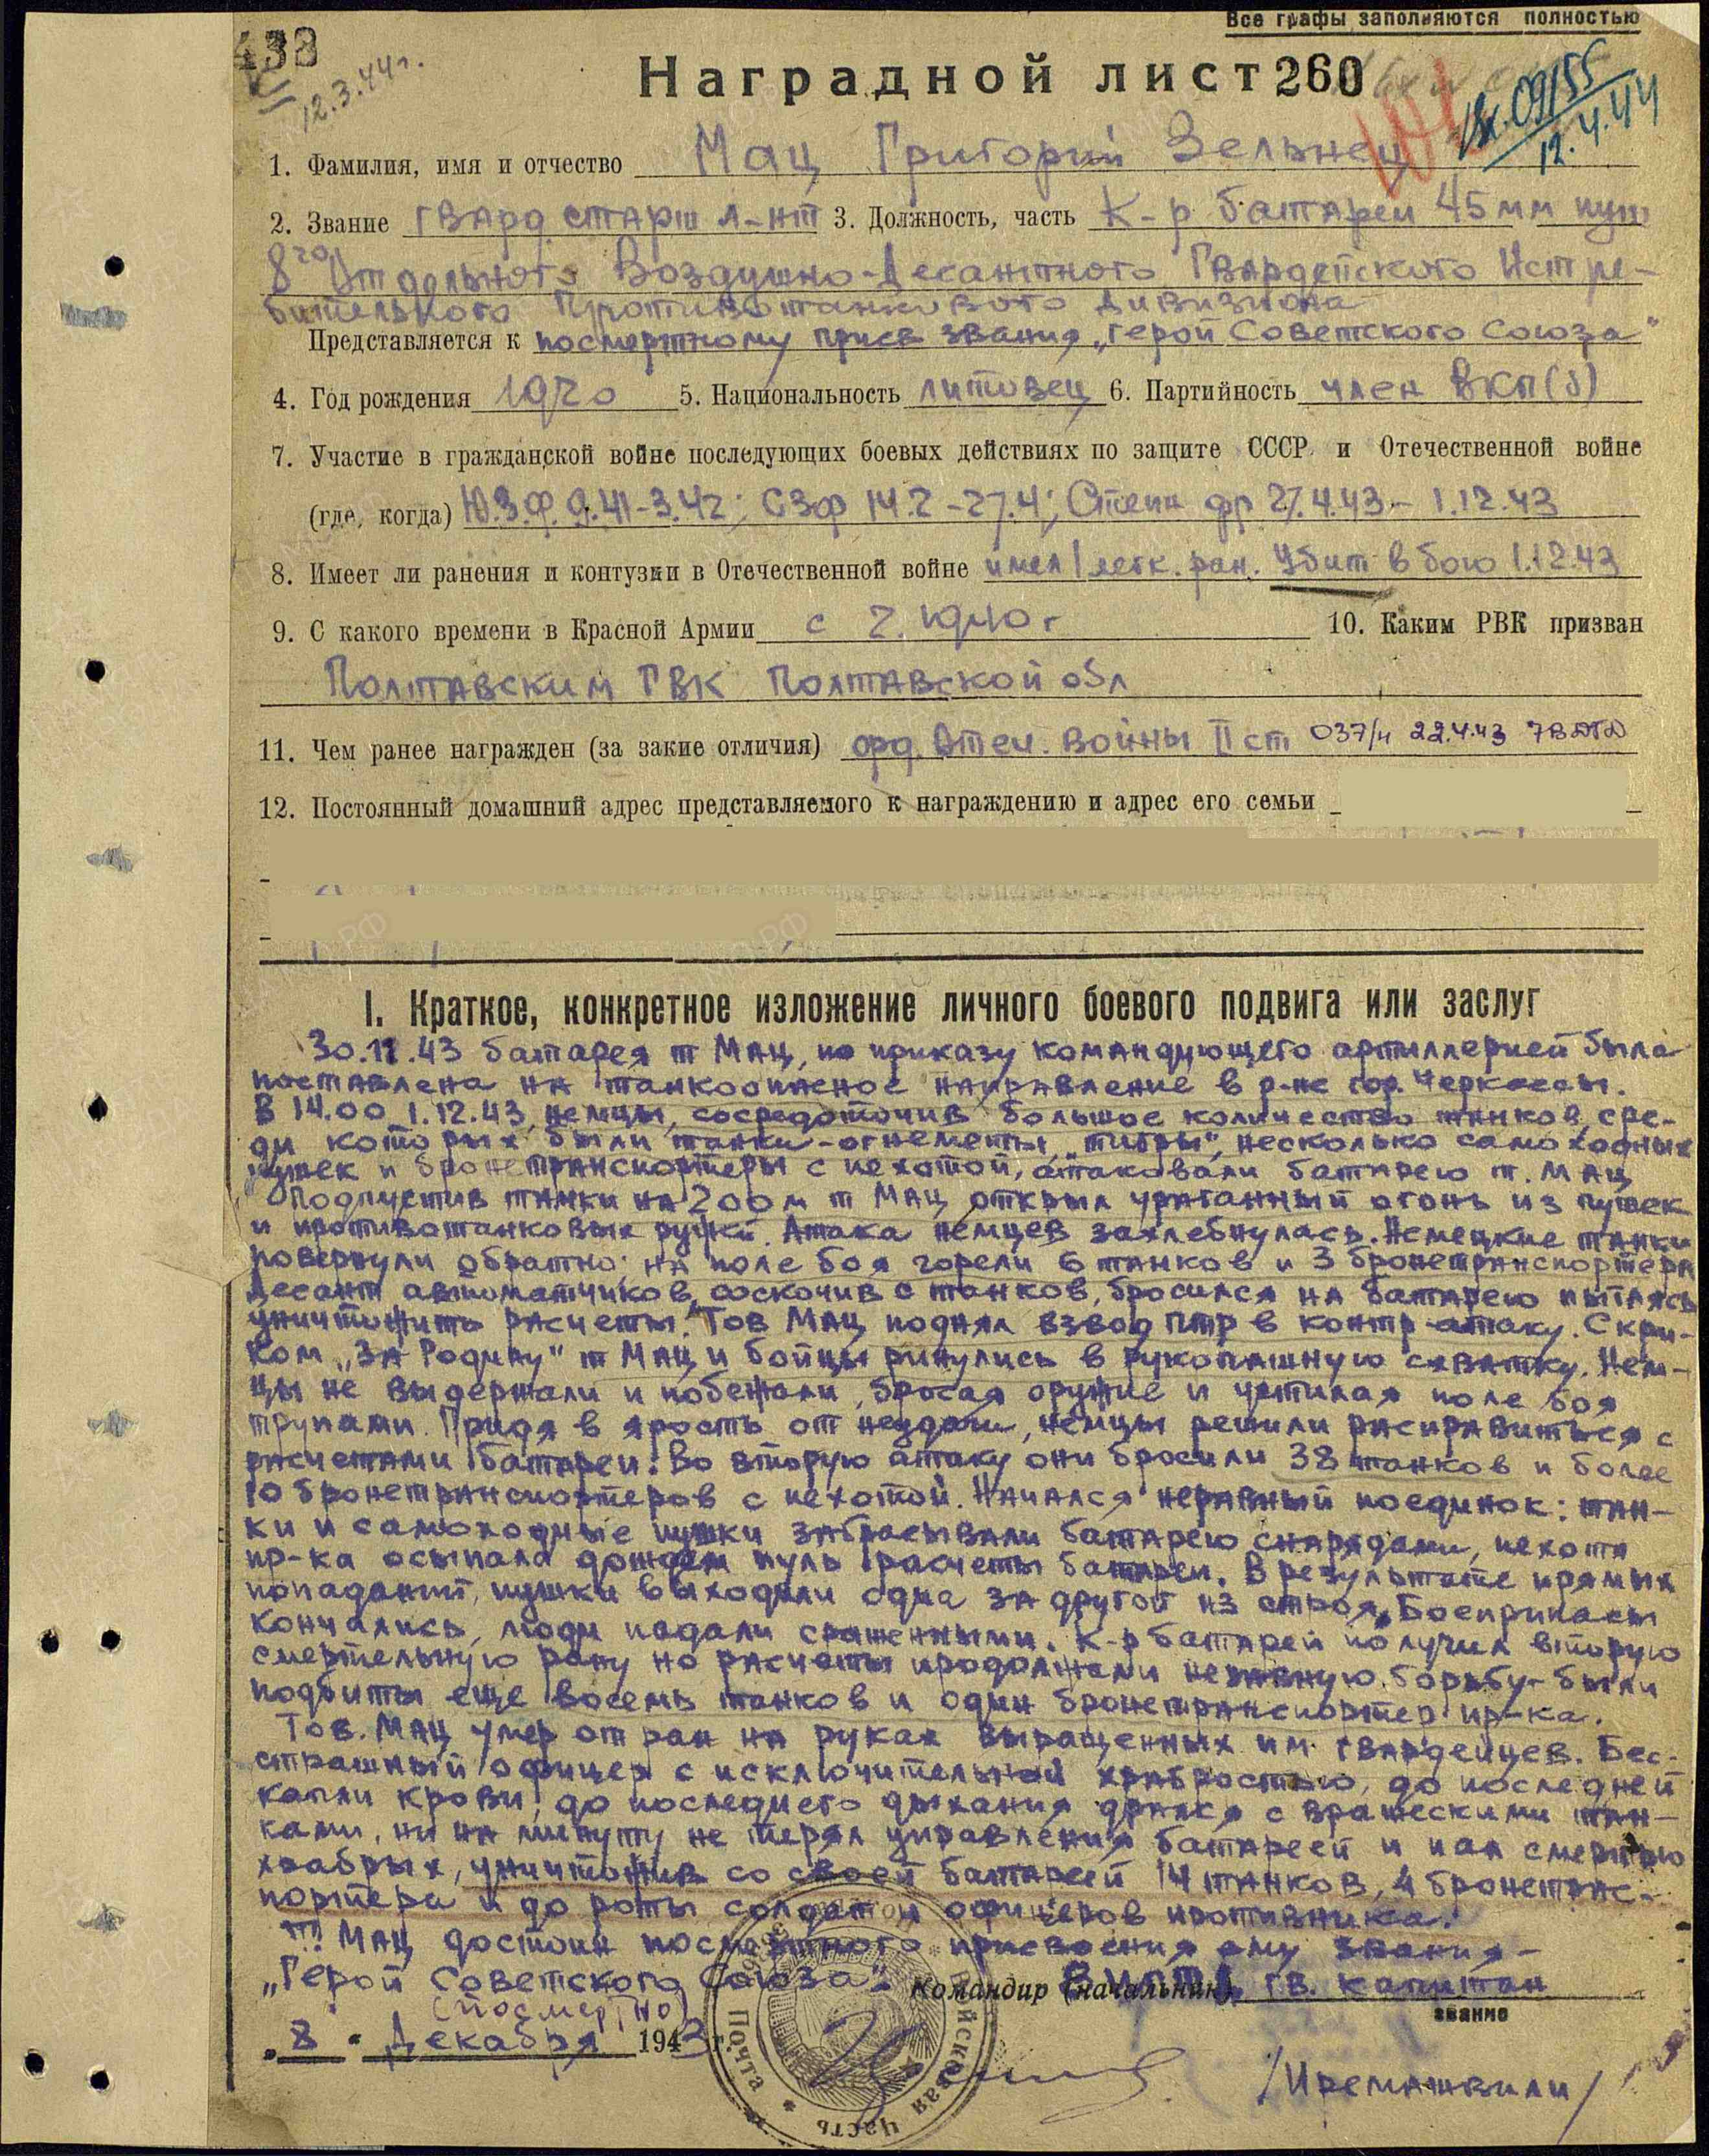 Все графы заполняются полностью
438
12.3.44г.
Наградной лист 260
Вх. 09155
12.4.44
1. Фамилия, имя и отчество Мац Григорий Зельнец
2. Звание гвард старш л-нт 3. Должность, часть К-р батареи 45 мм пуш
8го Отдельного Воздушно-Десантного Гвардейского Истре-
бительного Противотанкового Дивизиона
Представляется к посмертному присв звания „Герой Советского Союза"
4. Год рождения 1920 5. Национальность литовец 6. Партийность член ВКП(б)
7. Участие в гражданской войне последующих боевых действиях по защите СССР и Отечественной войне
(где, когда) Ю.З.Ф. 9.41-3.42; СЗФ 14.2-27.4; Степн фр 27.4.43- 1.12.43
8. Имеет ли ранения и контузии в Отечественной войне имел 1 легк. ран. Убит в бою 1.12.43
9. С какого времени в Красной Армии с 2. 1940 г 10. Каким РВК призван
Полтавским ГВК Полтавской обл
11. Чем ранее награжден (за закие отличия) орд. Отеч. войны II ст 037/н 22.4.43 7ВДГД
12. Постоянный домашний адрес представляемого к награждению и адрес его семьи
I. Краткое, конкретное изложение личного боевого подвига или заслуг
30.11.43 батарея т Мац, по приказу командующего артиллерией была
поставлена на танкоопасное направление в р-не гор. Черкассы.
В 14.00 1.12.43 немцы, сосредоточив большое количество танков, сре-
ди которых были танки-огнеметы, „тигры", несколько самоходных
пушек и бронетранспортеры с пехотой, атаковали батарею т. Мац
Подпустив танки на 200 м т Мац открыл ураганный огонь из пушек
и противотанковых ружей. Атака немцев захлебнулась. Немецкие танки
повернули обратно: на поле боя горели 6 танков и 3 бронетранспортера
Десант автоматчиков, соскочив с танков, бросился на батарею пытаясь
уничтожить расчеты. Тов Мац поднял взвод ПТР в контр-атаку. С кри-
ком „За Родину" т Мац и бойцы ринулись в рукопашную схватку. Нем-
цы не выдержали и побежали, бросая оружие и устилая поле боя
трупами. Придя в ярость от неудачи, немцы решили расправиться с
расчетами батареи. Во вторую атаку они бросили 38 танков и более
10 бронетранспортеров с пехотой. Начался неравный поединок: тан-
ки и самоходные пушки забрасывали батарею снарядами, пехота
пр-ка осыпала дождем пуль расчеты батареи. В результате прямых
попаданий, пушки выходили одна за другой из строя, Боеприпасы
кончались, люди падали сраженными. К-р батареи получил вторую
смертельную рану но расчеты продолжали неравную борьбу-были
подбиты еще восемь танков и один бронетранспортер пр-ка.
Тов. Мац умер от ран на руках выращенных им гвардейцев. Бес-
страшный офицер с исключительной храбростью, до последней
капли крови, до последнего дыхания дрался с вражескими тан-
ками, ни на минуту не терял управления батареей и пал смертью
храбрых, уничтожив со своей батареей 14 танков, 4 бронетранс-
портера и до роты солдат и офицеров противника.
т Мац достоин посмертного присвоения ему звания-
„Герой Советского Союза".
(посмертно)
Командир (начальник) ВИПТД гв. капитан
звание
„8" Декабря 1943 г.
Почта
часть
/Иремашвили/